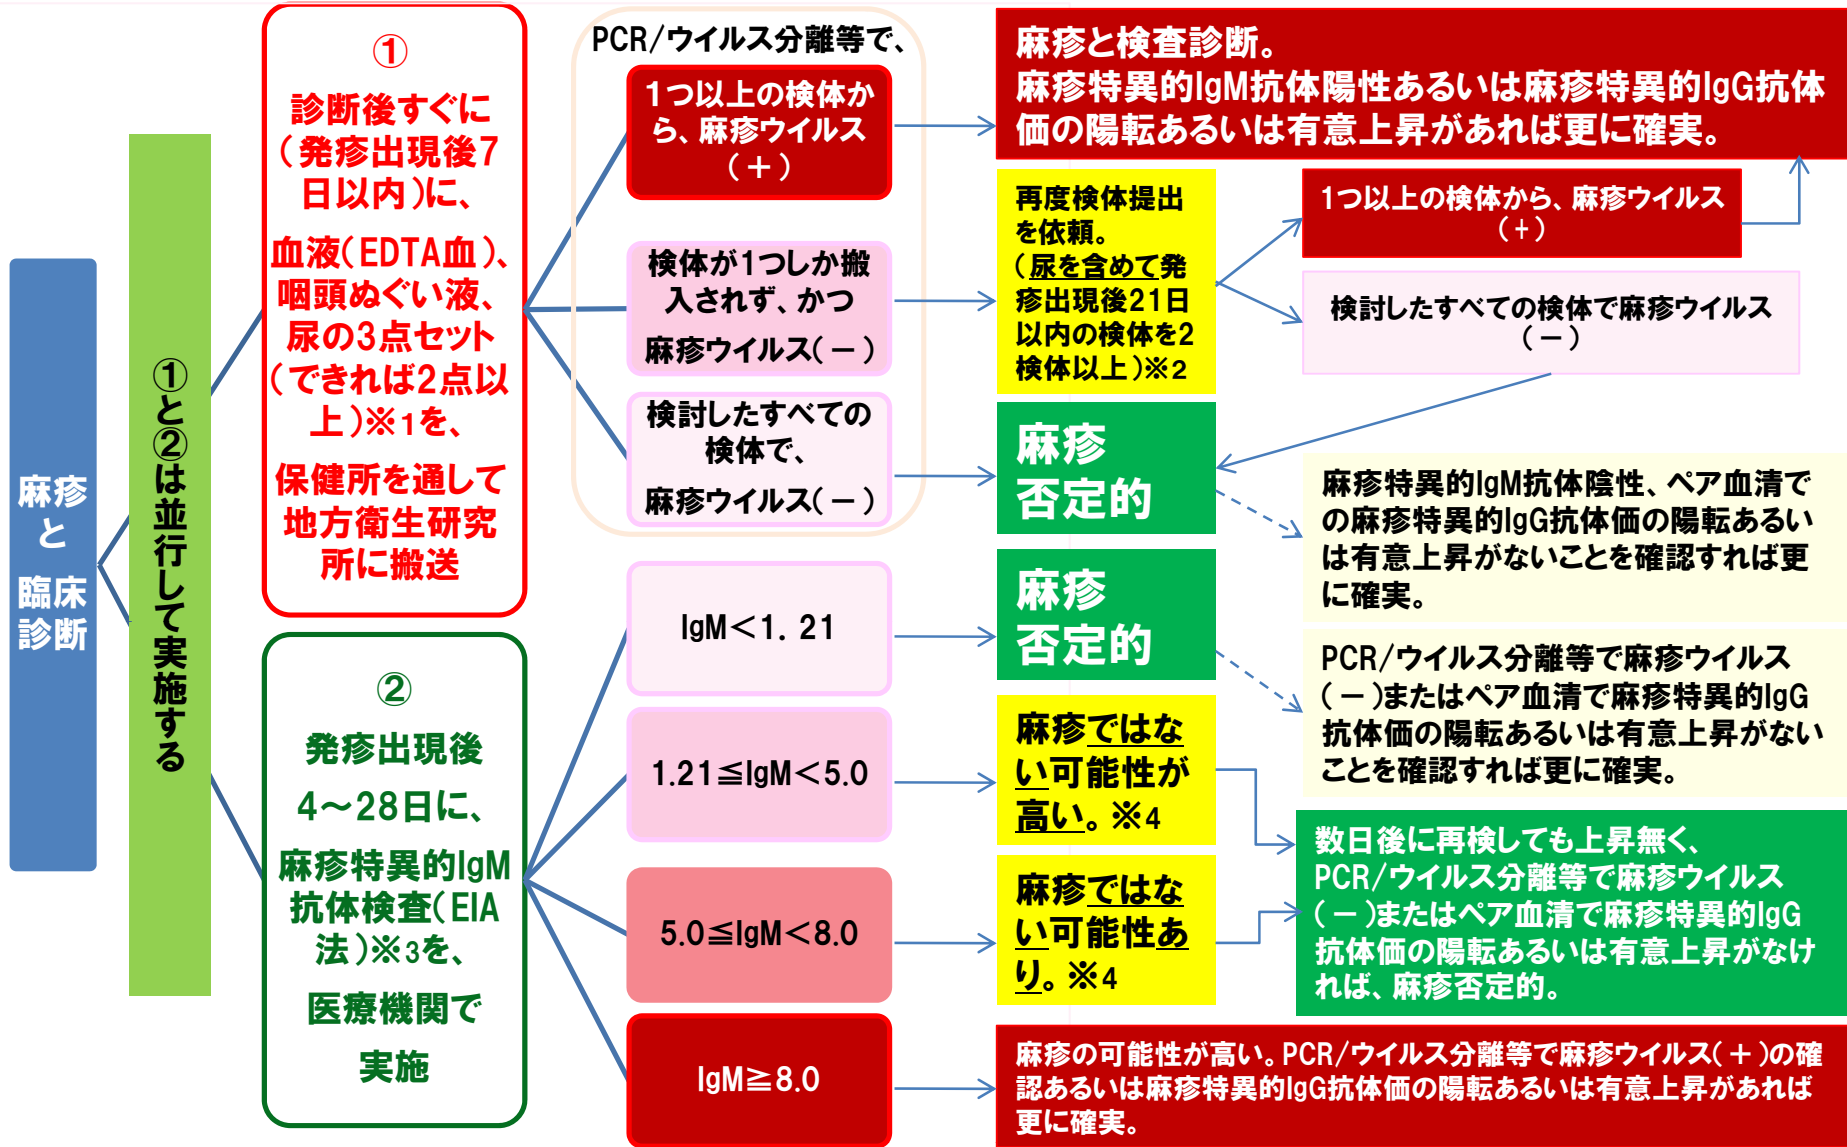 麻疹
と
臨床
診断
①と②は並行して実施する
①
診断後すぐに
(発疹出現後7
日以内)に、
血液(EDTA血)、
咽頭ぬぐい液、
尿の3点セット
(できれば2点以
上)※1を、
保健所を通して
地方衛生研究
所に搬送
②
発疹出現後
4～28日に、
麻疹特異的IgM
抗体検査(EIA
法)※3を、
医療機関で
実施
PCR/ウイルス分離等で、
1つ以上の検体か
ら、麻疹ウイルス
(＋)
検体が1つしか搬
入されず、かつ
麻疹ウイルス(－)
検討したすべての
検体で、
麻疹ウイルス(－)
IgM＜1．21
1.21≦IgM＜5.0
5.0≦IgM＜8.0
IgM≧8.0
麻疹と検査診断。
麻疹特異的IgM抗体陽性あるいは麻疹特異的IgG抗体
価の陽転あるいは有意上昇があれば更に確実。
再度検体提出
を依頼。
(尿を含めて発
疹出現後21日
以内の検体を2
検体以上)※2
1つ以上の検体から、麻疹ウイルス
(＋)
検討したすべての検体で麻疹ウイルス
(－)
麻疹
否定的
麻疹特異的IgM抗体陰性、ペア血清で
の麻疹特異的IgG抗体価の陽転あるい
は有意上昇がないことを確認すれば更
に確実。
麻疹
否定的
PCR/ウイルス分離等で麻疹ウイルス
(－)またはペア血清で麻疹特異的IgG
抗体価の陽転あるいは有意上昇がない
ことを確認すれば更に確実。
麻疹ではな
い可能性が
高い。※4
麻疹ではな
い可能性あ
り。※4
数日後に再検しても上昇無く、
PCR/ウイルス分離等で麻疹ウイルス
(－)またはペア血清で麻疹特異的IgG
抗体価の陽転あるいは有意上昇がなけ
れば、麻疹否定的。
麻疹の可能性が高い。PCR/ウイルス分離等で麻疹ウイルス(＋)の確
認あるいは麻疹特異的IgG抗体価の陽転あるいは有意上昇があれば
更に確実。